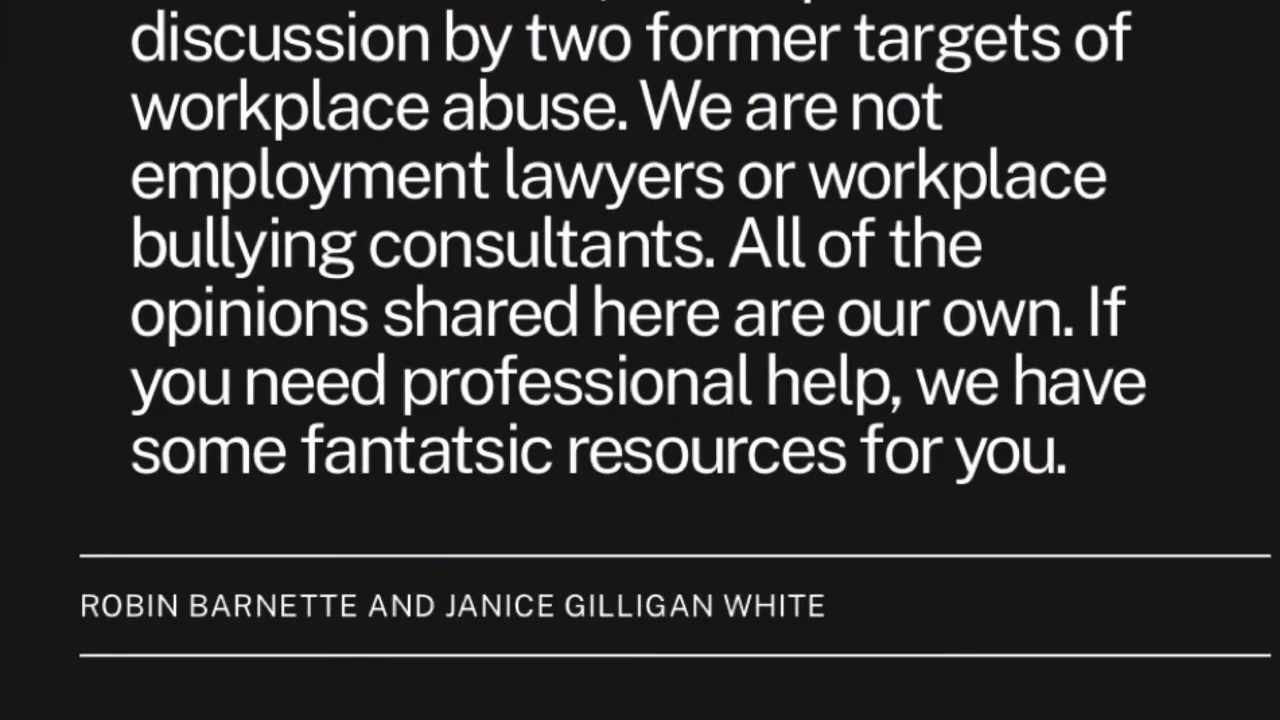 discussion by two former targets of
workplace abuse. We are not
employment lawyers or workplace
bullying consultants. All of the
opinions shared here are our own. If
you need professional help, we have
some fantatsic resources for you.
ROBIN BARNETTE AND JANICE GILLIGAN WHITE